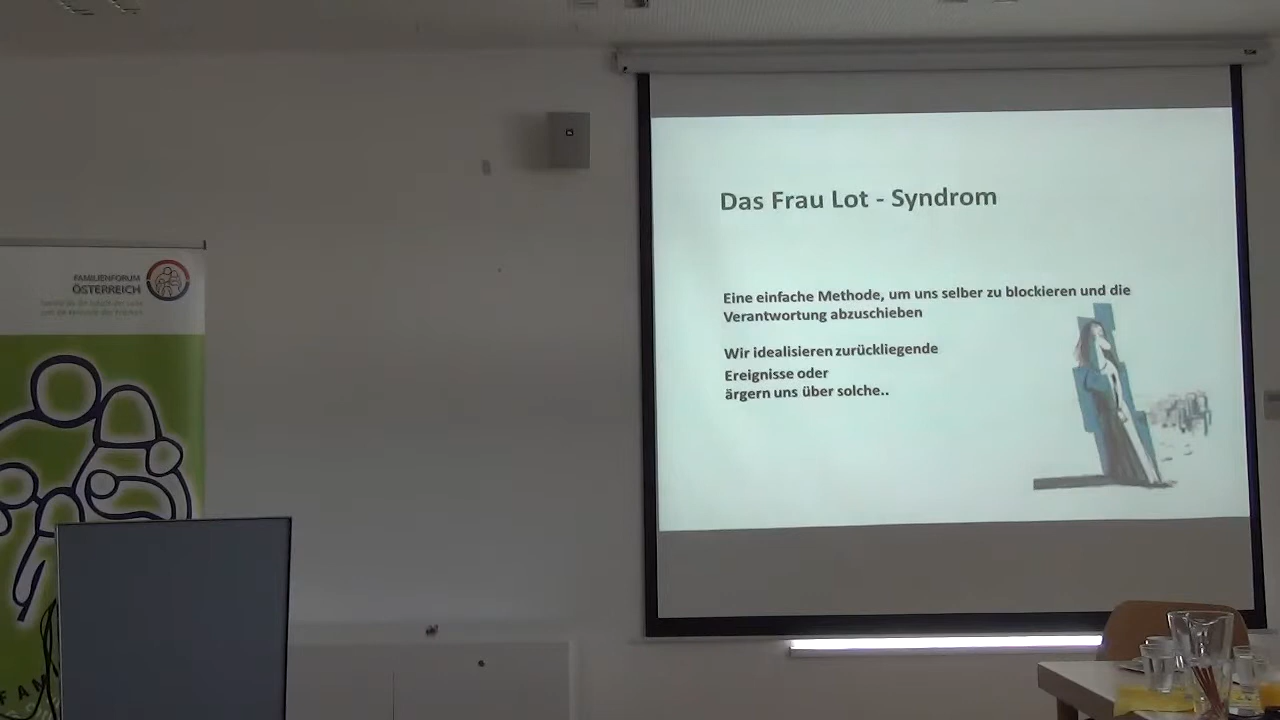 FAMILIENFORUM
ÖSTERREICH
Das Frau Lot - Syndrom
Eine einfache Methode, um uns selber zu blockieren und die
Verantwortung abzuschieben
Wir idealisieren zurückliegende
Ereignisse oder
ärgern uns über solche..
FAM